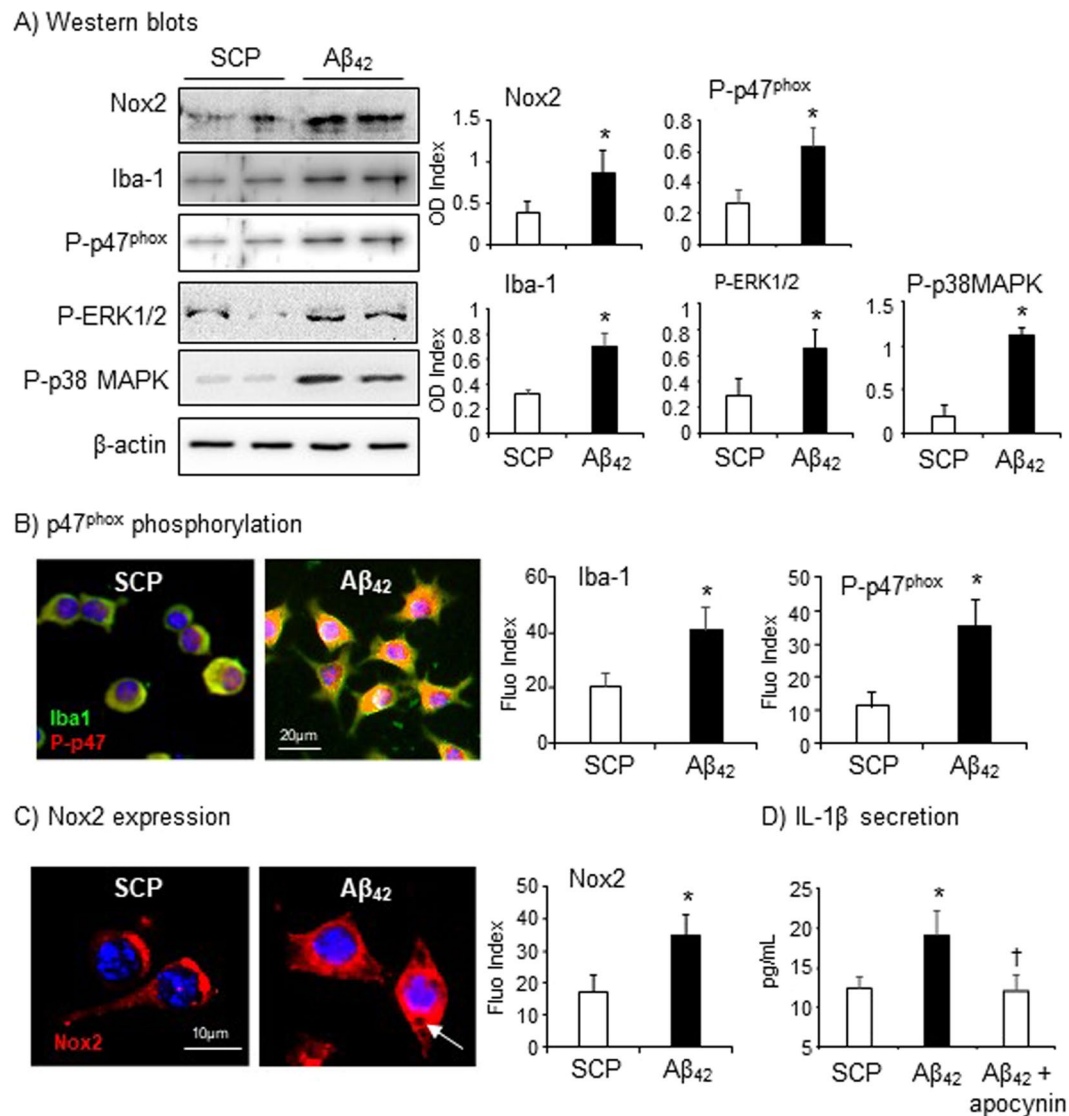 A) Western blots
SCP Aβ₄₂
Nox2
Iba-1
P-p47ᵖʰᵒˣ
P-ERK1/2
P-p38 MAPK
β-actin
Nox2
OD Index
1.5
1
0.5
0
*
P-p47ᵖʰᵒˣ
0.8
0.6
0.4
0.2
0
*
Iba-1
OD Index
1
0.8
0.6
0.4
0.2
0
*
SCP Aβ₄₂
P-ERK1/2
1
0.8
0.6
0.4
0.2
0
*
SCP Aβ₄₂
P-p38MAPK
1.5
1
0.5
0
*
SCP Aβ₄₂
B) p47ᵖʰᵒˣ phosphorylation
SCP
Iba1
P-p47
Aβ₄₂
20μm
Iba-1
Fluo Index
60
40
20
0
*
SCP Aβ₄₂
P-p47ᵖʰᵒˣ
Fluo Index
50
40
30
20
10
0
*
SCP Aβ₄₂
C) Nox2 expression
SCP
Nox2
10μm
Aβ₄₂
Nox2
Fluo Index
50
40
30
20
10
0
*
SCP Aβ₄₂
D) IL-1β secretion
pg/mL
25
20
15
10
5
*
†
SCP Aβ₄₂ Aβ₄₂ +
apocynin